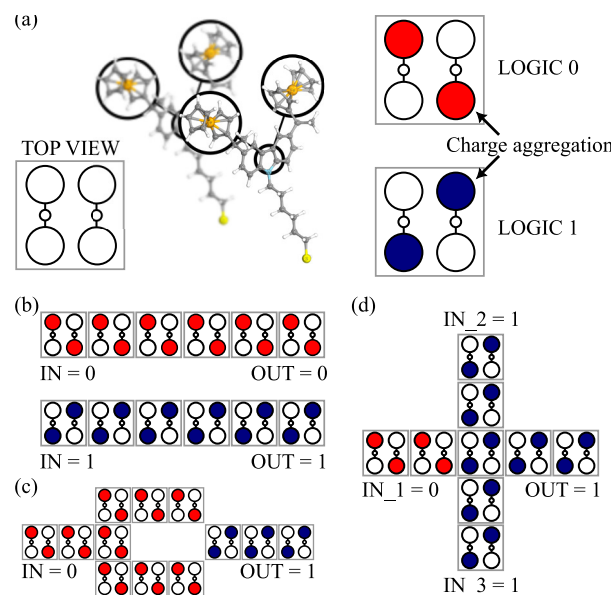 (a)
LOGIC 0
TOP VIEW
Charge aggregation
LOGIC 1
(b)
IN = 0
OUT = 0
IN = 1
OUT = 1
(c)
IN = 0
OUT = 1
(d)
IN_2 = 1
IN_1 = 0
OUT = 1
IN_3 = 1